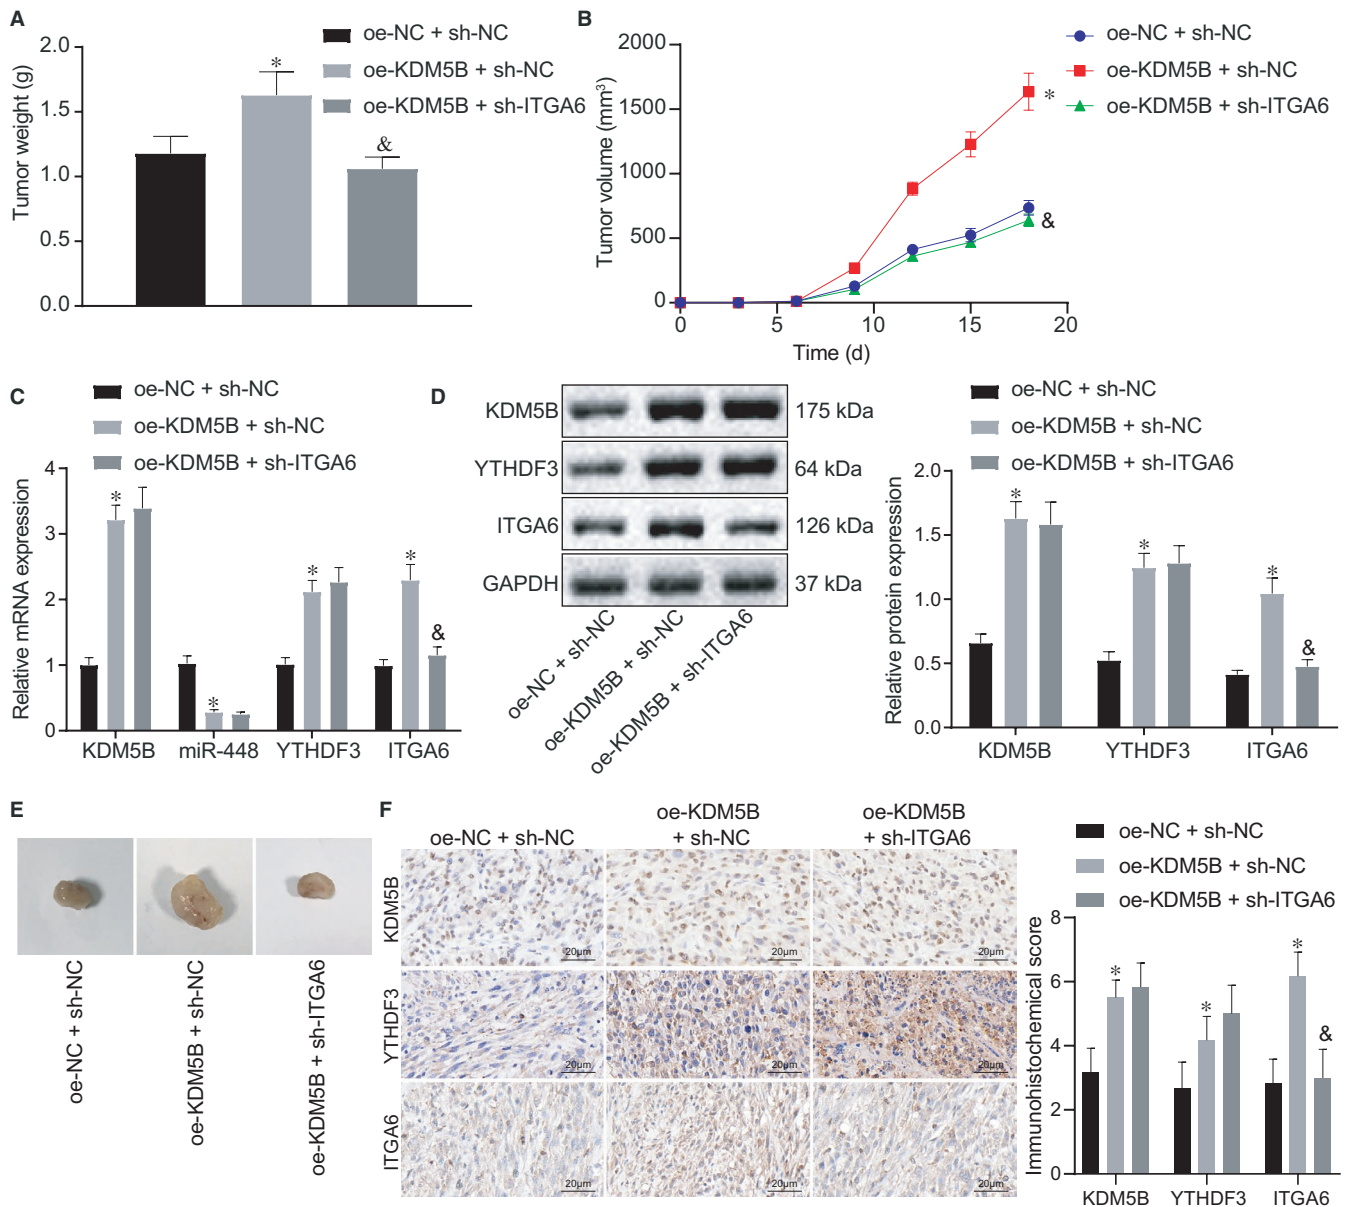 A
Tumor weight (g)
2.0
1.5
1.0
0.5
0.0
*
&
oe-NC + sh-NC
oe-KDM5B + sh-NC
oe-KDM5B + sh-ITGA6
B
Tumor volume (mm³)
2000
1500
1000
500
0
0 5 10 15 20
Time (d)
*
&
oe-NC + sh-NC
oe-KDM5B + sh-NC
oe-KDM5B + sh-ITGA6
C
oe-NC + sh-NC
oe-KDM5B + sh-NC
oe-KDM5B + sh-ITGA6
Relative mRNA expression
4
3
2
1
0
* * * * &
KDM5B miR-448 YTHDF3 ITGA6
D
KDM5B 175 kDa
YTHDF3 64 kDa
ITGA6 126 kDa
GAPDH 37 kDa
oe-NC + sh-NC
oe-KDM5B + sh-NC
oe-KDM5B + sh-ITGA6
oe-NC + sh-NC
oe-KDM5B + sh-NC
oe-KDM5B + sh-ITGA6
Relative protein expression
2.0
1.5
1.0
0.5
0.0
* * * &
KDM5B YTHDF3 ITGA6
E
oe-NC + sh-NC
oe-KDM5B + sh-NC
oe-KDM5B + sh-ITGA6
F
oe-NC + sh-NC
oe-KDM5B
+ sh-NC
oe-KDM5B
+ sh-ITGA6
KDM5B
20μm 20μm 20μm
YTHDF3
20μm 20μm 20μm
ITGA6
20μm 20μm 20μm
oe-NC + sh-NC
oe-KDM5B + sh-NC
oe-KDM5B + sh-ITGA6
Immunohistochemical score
8
6
4
2
0
* * * &
KDM5B YTHDF3 ITGA6